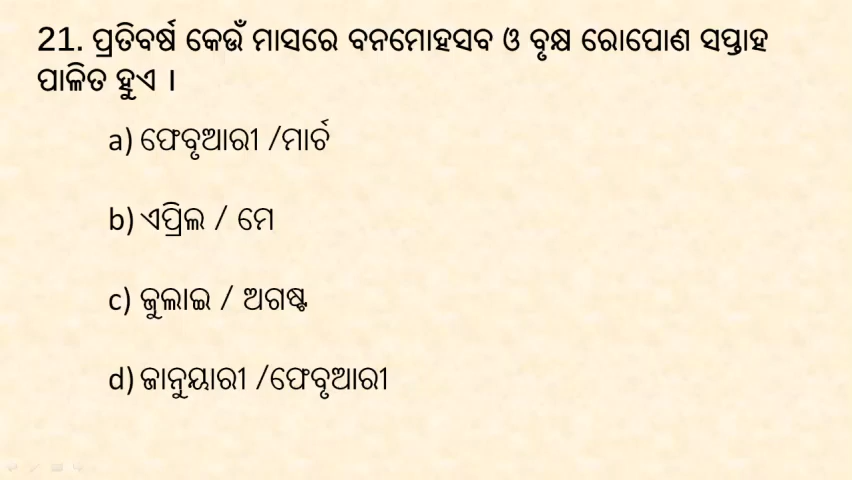 21. ପ୍ରତିବର୍ଷ କେଉଁ ମାସରେ ବନମୋହସବ ଓ ବୃକ୍ଷ ରୋପୋଣ ସପ୍ତାହ
ପାଳିତ ହୁଏ ।
a) ଫେବୃଆରୀ /ମାର୍ଚ
b) ଏପ୍ରିଲ / ମେ
c) ଜୁଲାଇ / ଅଗଷ୍ଟ
d) ଜାନୁୟାରୀ /ଫେବୃଆରୀ